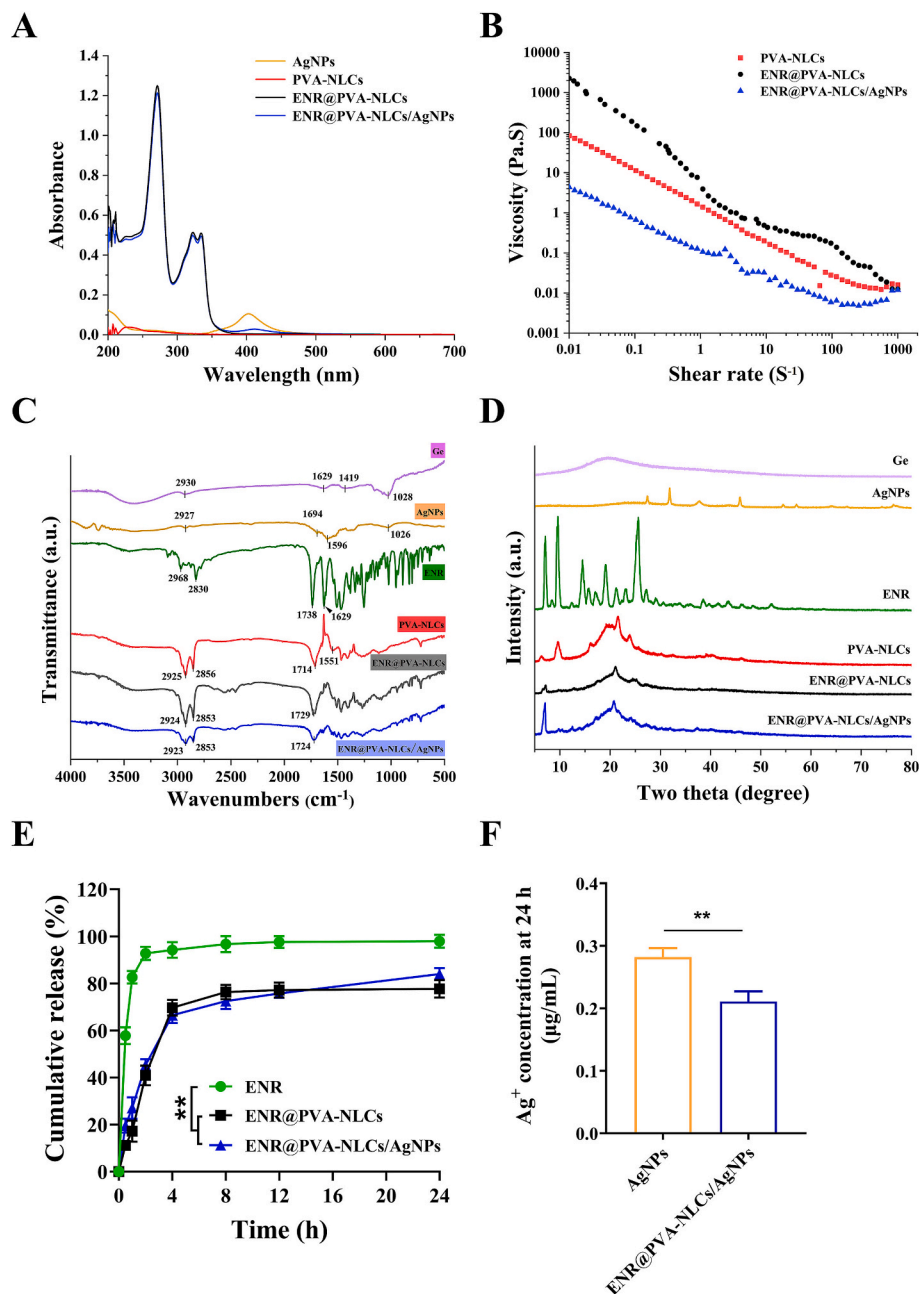 A
AgNPs
PVA-NLCs
ENR@PVA-NLCs
ENR@PVA-NLCs/AgNPs
Absorbance
1.4
1.2
1.0
0.8
0.6
0.4
0.2
0.0
200 300 400 500 600 700
Wavelength (nm)
B
PVA-NLCs
ENR@PVA-NLCs
ENR@PVA-NLCs/AgNPs
Viscosity (Pa.S)
10000
1000
100
10
1
0.1
0.01
0.001
0.01 0.1 1 10 100 1000
Shear rate (S⁻¹)
C
Transmittance (a.u.)
Ge
2930 1629 1419 1028
AgNPs
2927 1694 1596 1026
ENR
2968 2830 1738 1629
PVA-NLCs
2925 2856 1714 1551
ENR@PVA-NLCs
2924 2853 1729
ENR@PVA-NLCs/AgNPs
2923 2853 1724
4000 3500 3000 2500 2000 1500 1000 500
Wavenumbers (cm⁻¹)
D
Intensity (a.u.)
Ge
AgNPs
ENR
PVA-NLCs
ENR@PVA-NLCs
ENR@PVA-NLCs/AgNPs
10 20 30 40 50 60 70 80
Two theta (degree)
E
Cumulative release (%)
120
100
80
60
40
20
0
**
ENR
ENR@PVA-NLCs
ENR@PVA-NLCs/AgNPs
0 4 8 12 16 20 24
Time (h)
F
Ag⁺ concentration at 24 h
(μg/mL)
0.4
0.3
0.2
0.1
0.0
**
AgNPs
ENR@PVA-NLCs/AgNPs